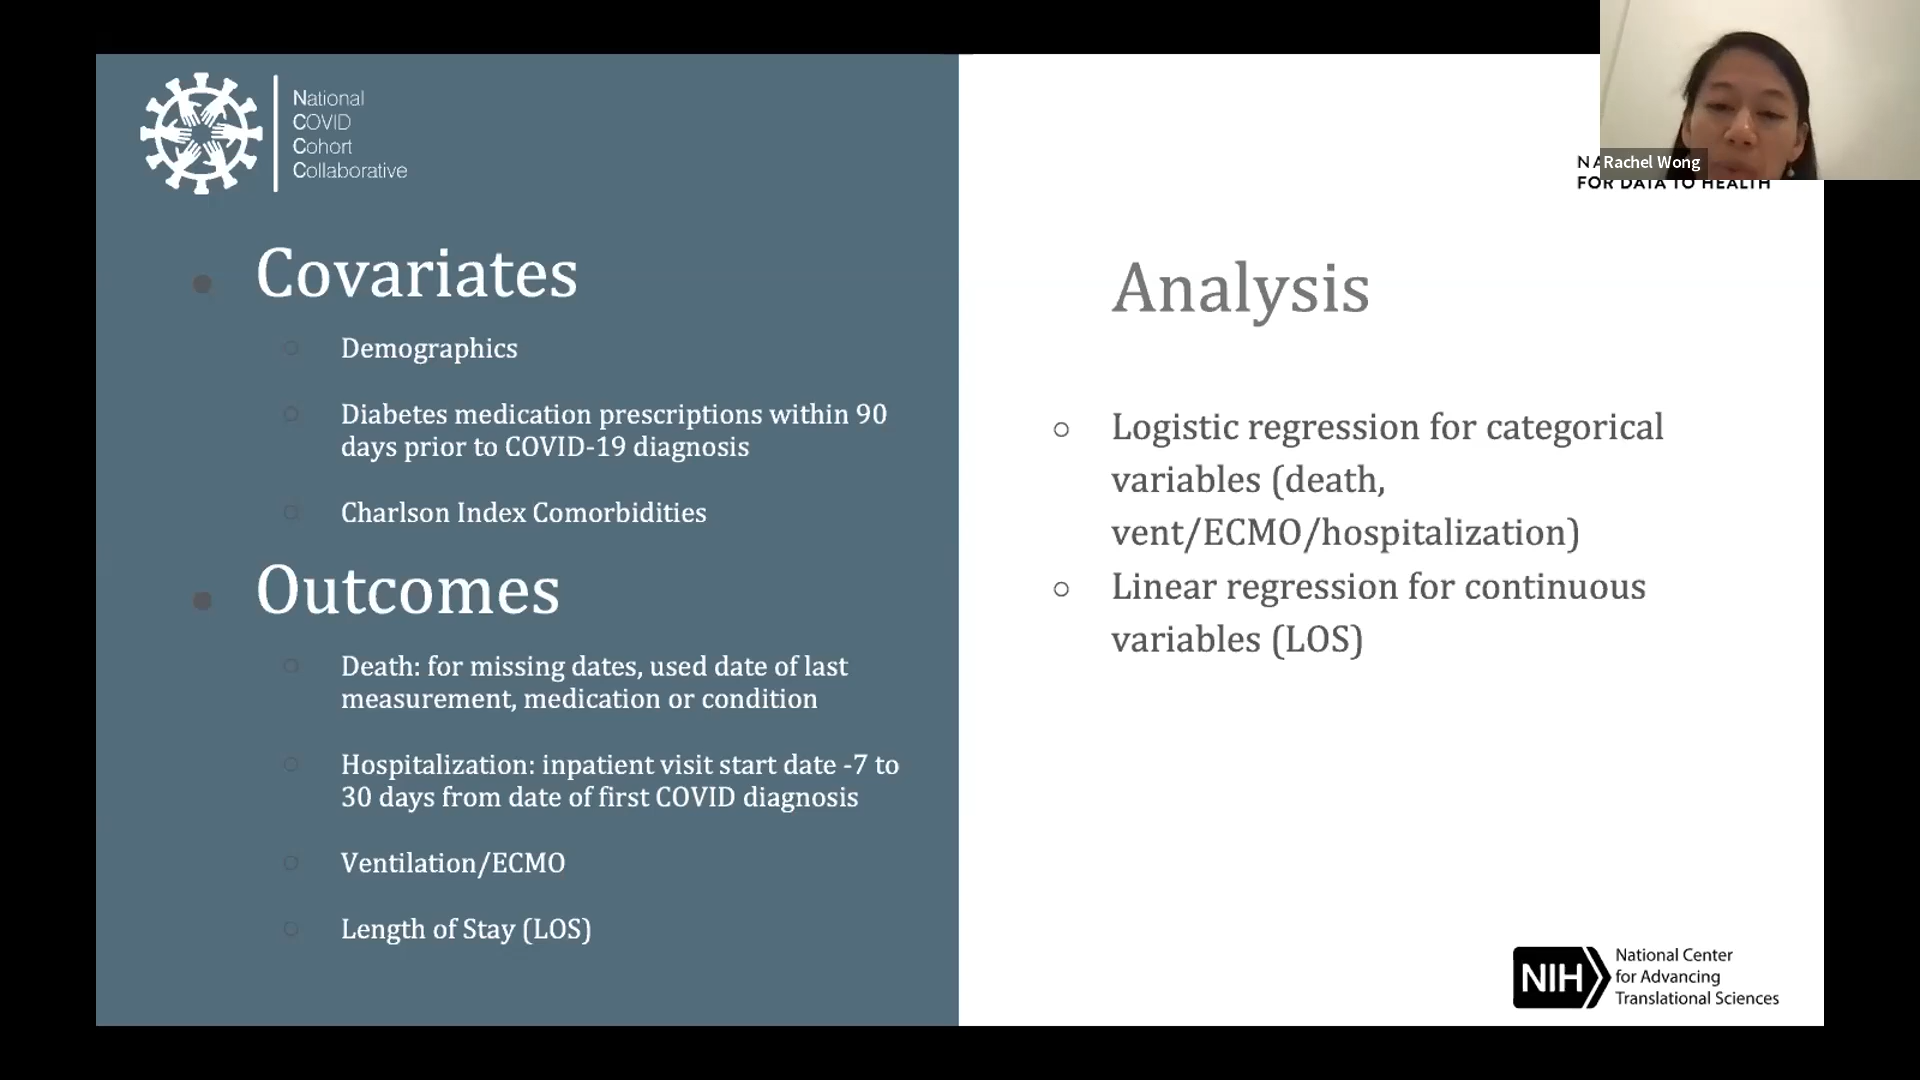 National
COVID
Cohort
Collaborative
Covariates
Demographics
Diabetes medication prescriptions within 90
days prior to COVID-19 diagnosis
Charlson Index Comorbidities
Outcomes
Death: for missing dates, used date of last
measurement, medication or condition
Hospitalization: inpatient visit start date -7 to
30 days from date of first COVID diagnosis
Ventilation/ECMO
Length of Stay (LOS)
Rachel Wong
FOR DATA TO HEALTH
Analysis
Logistic regression for categorical
variables (death,
vent/ECMO/hospitalization)
Linear regression for continuous
variables (LOS)
NIH
National Center
for Advancing
Translational Sciences